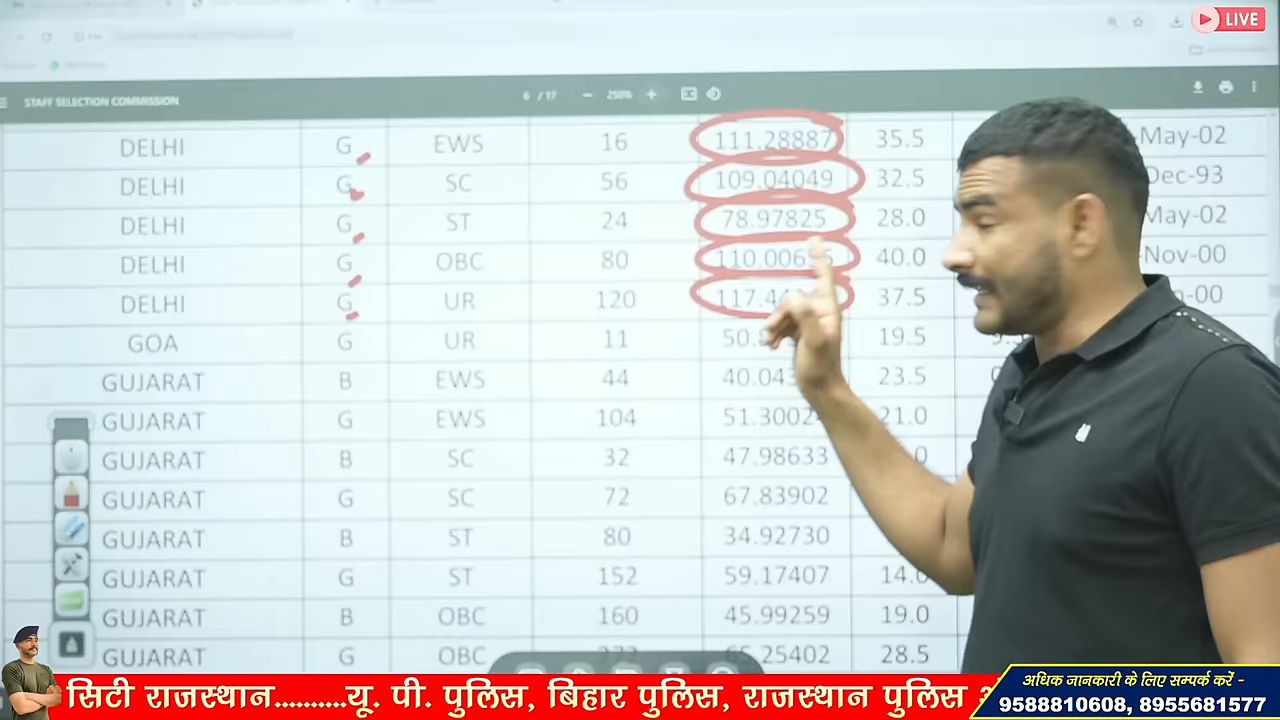 LIVE
STAFF SELECTION COMMISSION 6 / 17 250%
DELHI G EWS 16 111.28887 35.5 May-02
DELHI G SC 56 109.04049 32.5 Dec-93
DELHI G ST 24 78.97825 28.0 May-02
DELHI G OBC 80 40.0 Nov-00
DELHI G UR 120 37.5
GOA G UR 11 19.5
GUJARAT B EWS 44 23.5
GUJARAT G EWS 104 21.0
GUJARAT B SC 32 47.98633
GUJARAT G SC 72 67.83902
GUJARAT B ST 80 34.92730
GUJARAT G ST 152 59.17407 14.0
GUJARAT B OBC 160 45.99259 19.0
GUJARAT G OBC 28.5
सिटी राजस्थान..........यू. पी. पुलिस, बिहार पुलिस, राजस्थान पुलिस
अधिक जानकारी के लिए सम्पर्क करें -
9588810608, 8955681577